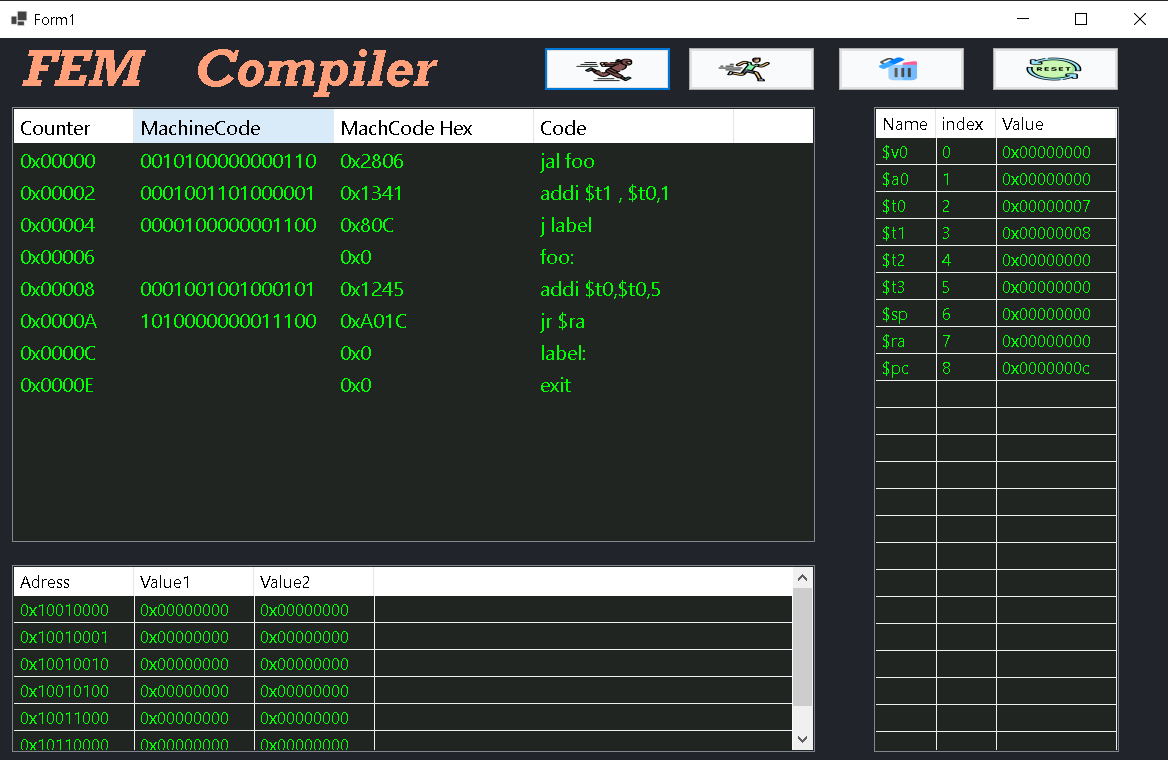 Form1
FEM Compiler
RESET
Counter MachineCode MachCode Hex Code
0x00000 0010100000000110 0x2806 jal foo
0x00002 0001001101000001 0x1341 addi $t1 , $t0,1
0x00004 0000100000001100 0x80C j label
0x00006 0x0 foo:
0x00008 0001001001000101 0x1245 addi $t0,$t0,5
0x0000A 1010000000011100 0xA01C jr $ra
0x0000C 0x0 label:
0x0000E 0x0 exit
Name index Value
$v0 0 0x00000000
$a0 1 0x00000000
$t0 2 0x00000007
$t1 3 0x00000008
$t2 4 0x00000000
$t3 5 0x00000000
$sp 6 0x00000000
$ra 7 0x00000000
$pc 8 0x0000000c
Adress Value1 Value2
0x10010000 0x00000000 0x00000000
0x10010001 0x00000000 0x00000000
0x10010010 0x00000000 0x00000000
0x10010100 0x00000000 0x00000000
0x10011000 0x00000000 0x00000000
0x10110000 0x00000000 0x00000000